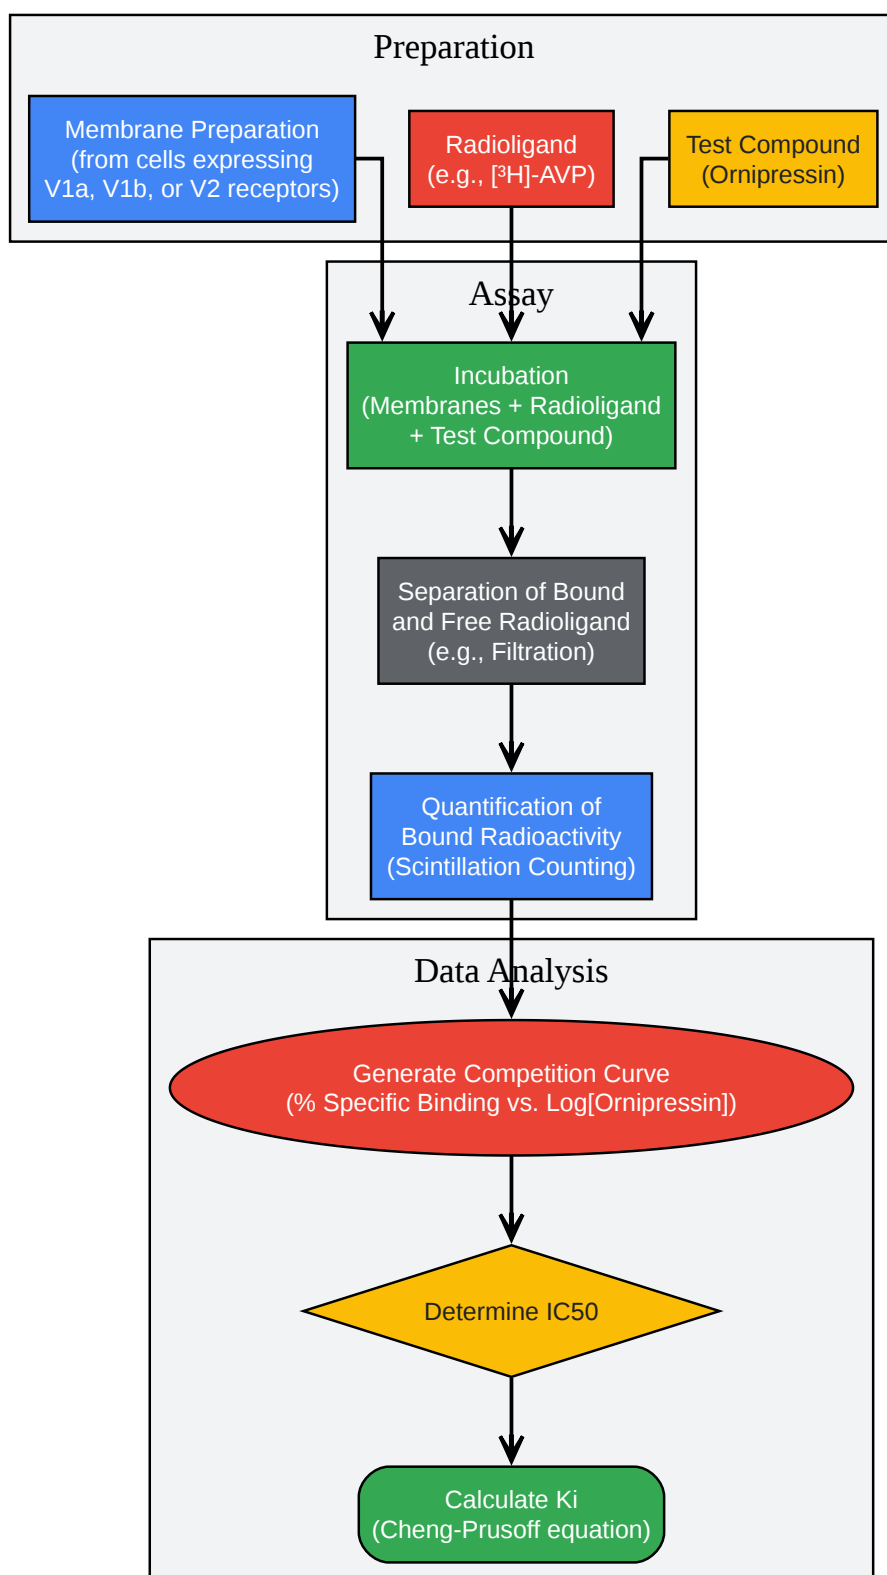 Preparation
Membrane Preparation
(from cells expressing
V1a, V1b, or V2 receptors)
Radioligand
(e.g., [³H]-AVP)
Test Compound
(Ornipressin)
Assay
Incubation
(Membranes + Radioligand
+ Test Compound)
Separation of Bound
and Free Radioligand
(e.g., Filtration)
Quantification of
Bound Radioactivity
(Scintillation Counting)
Data Analysis
Generate Competition Curve
(% Specific Binding vs. Log[Ornipressin])
Determine IC50
Calculate Ki
(Cheng-Prusoff equation)